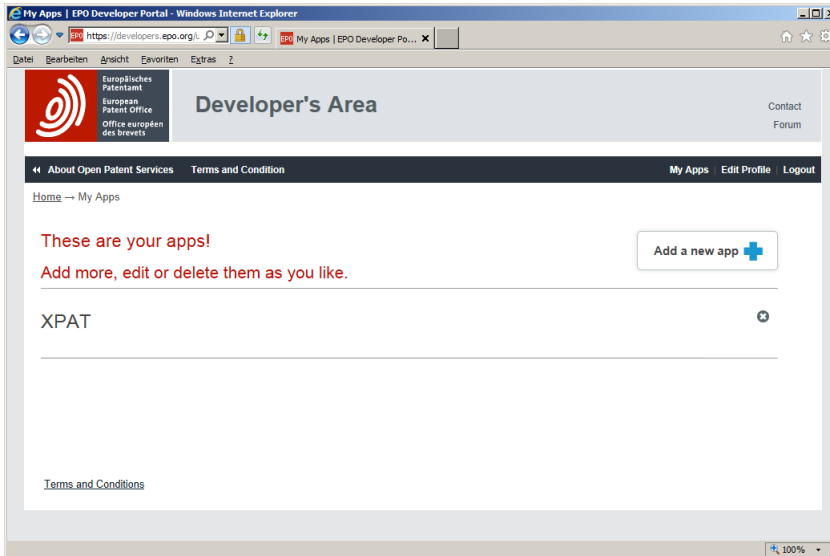 My Apps | EPO Developer Portal - Windows Internet Explorer
EPO https://developers.epo.org/
EPO My Apps | EPO Developer Po... X
Datei Bearbeiten Ansicht Favoriten Extras ?
Europäisches
Patentamt
European
Patent Office
Office européen
des brevets
Developer's Area
Contact
Forum
About Open Patent Services Terms and Condition My Apps | Edit Profile | Logout
Home → My Apps
These are your apps!
Add a new app
Add more, edit or delete them as you like.
XPAT
Terms and Conditions
100%